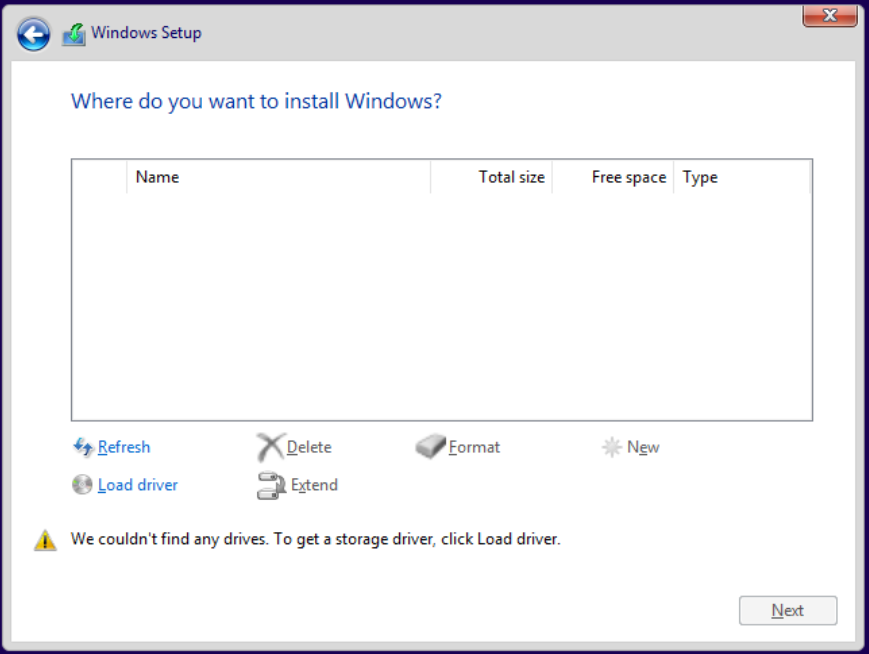 Windows Setup
Where do you want to install Windows?
Name Total size Free space Type
Refresh Delete Format New
Load driver Extend
We couldn't find any drives. To get a storage driver, click Load driver.
Next